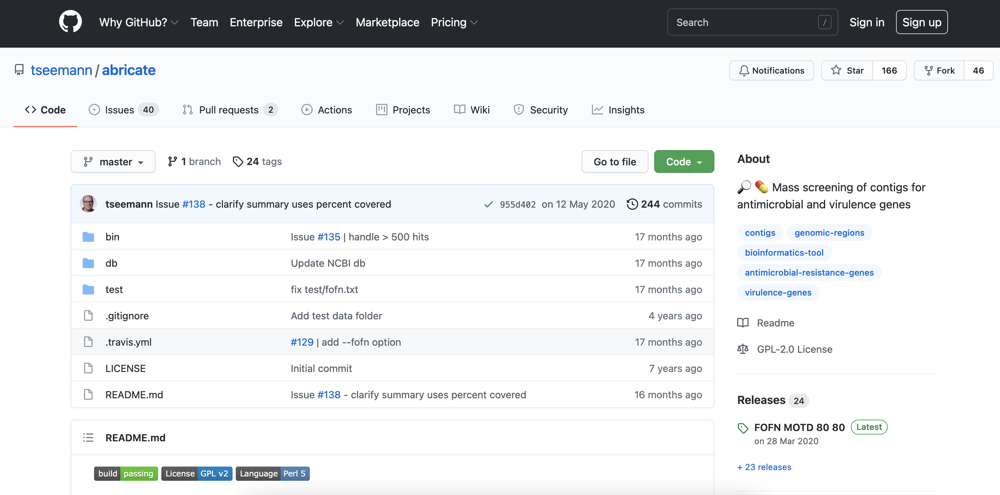 Why GitHub? Team Enterprise Explore Marketplace Pricing Search / Sign in Sign up
tseemann / abricate Notifications Star 166 Fork 46
Code Issues 40 Pull requests 2 Actions Projects Wiki Security Insights
master 1 branch 24 tags Go to file Code
tseemann Issue #138 - clarify summary uses percent covered 955d402 on 12 May 2020 244 commits
bin Issue #135 | handle > 500 hits 17 months ago
db Update NCBI db 17 months ago
test fix test/fofn.txt 17 months ago
.gitignore Add test data folder 4 years ago
.travis.yml #129 | add --fofn option 17 months ago
LICENSE Initial commit 7 years ago
README.md Issue #138 - clarify summary uses percent covered 16 months ago
README.md
build passing License GPL v2 Language Perl 5
About
🔎 💊 Mass screening of contigs for
antimicrobial and virulence genes
contigs genomic-regions
bioinformatics-tool
antimicrobial-resistance-genes
virulence-genes
Readme
GPL-2.0 License
Releases 24
FOFN MOTD 80 80 Latest
on 28 Mar 2020
+ 23 releases